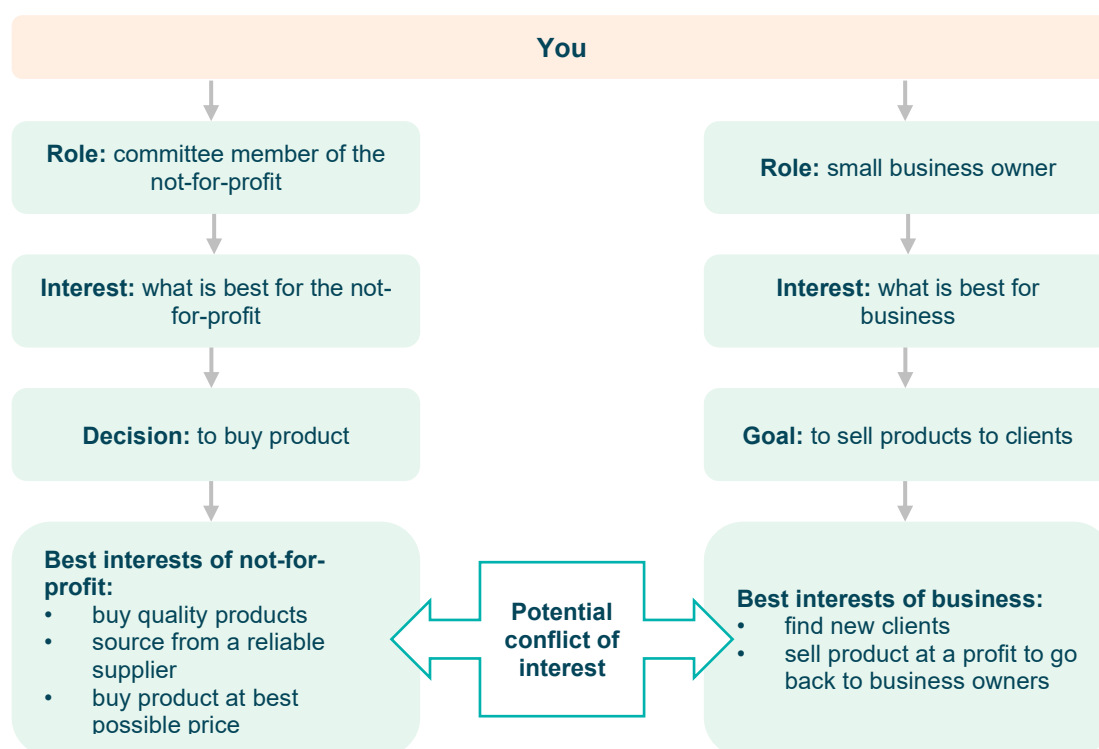 You
Role: committee member of the
not-for-profit
Interest: what is best for the not-
for-profit
Decision: to buy product
Best interests of not-for-
profit:
• buy quality products
• source from a reliable
supplier
• buy product at best
possible price
Potential
conflict of
interest
Role: small business owner
Interest: what is best for
business
Goal: to sell products to clients
Best interests of business:
• find new clients
• sell product at a profit to go
back to business owners